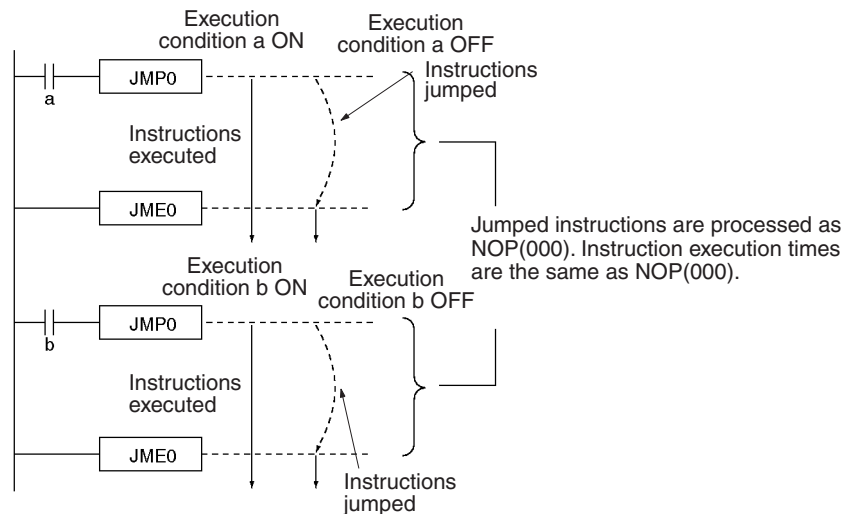 Execution
condition a ON
Execution
condition a OFF
a
JMP0
Instructions
jumped
Instructions
executed
JME0
Jumped instructions are processed as
NOP(000). Instruction execution times
are the same as NOP(000).
Execution
condition b ON
Execution
condition b OFF
b
JMP0
Instructions
executed
JME0
Instructions
jumped